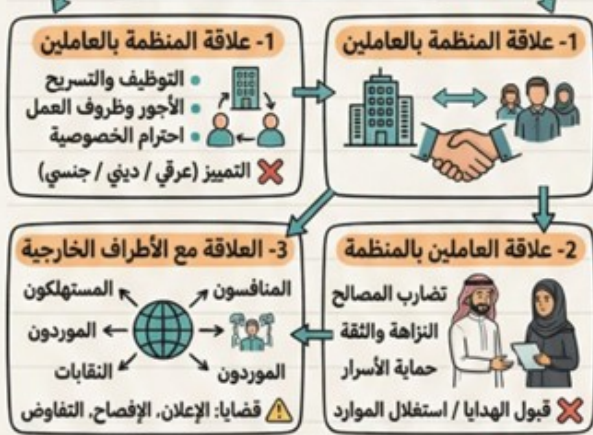 1- علاقة المنظمة بالعاملين
1- علاقة المنظمة بالعاملين
التوظيف والتسريح
الأجور وظروف العمل
احترام الخصوصية
التمييز (عرقي / ديني / جنسي)
2- علاقة العاملين بالمنظمة
تضارب المصالح
النزاهة والثقة
حماية الأسرار
قبول الهدايا / استغلال الموارد
3- العلاقة مع الأطراف الخارجية
المنافسون
المستهلكون
الموردون
الموردون
النقابات
قضايا: الإعلان, الإفصاح, التفاوض